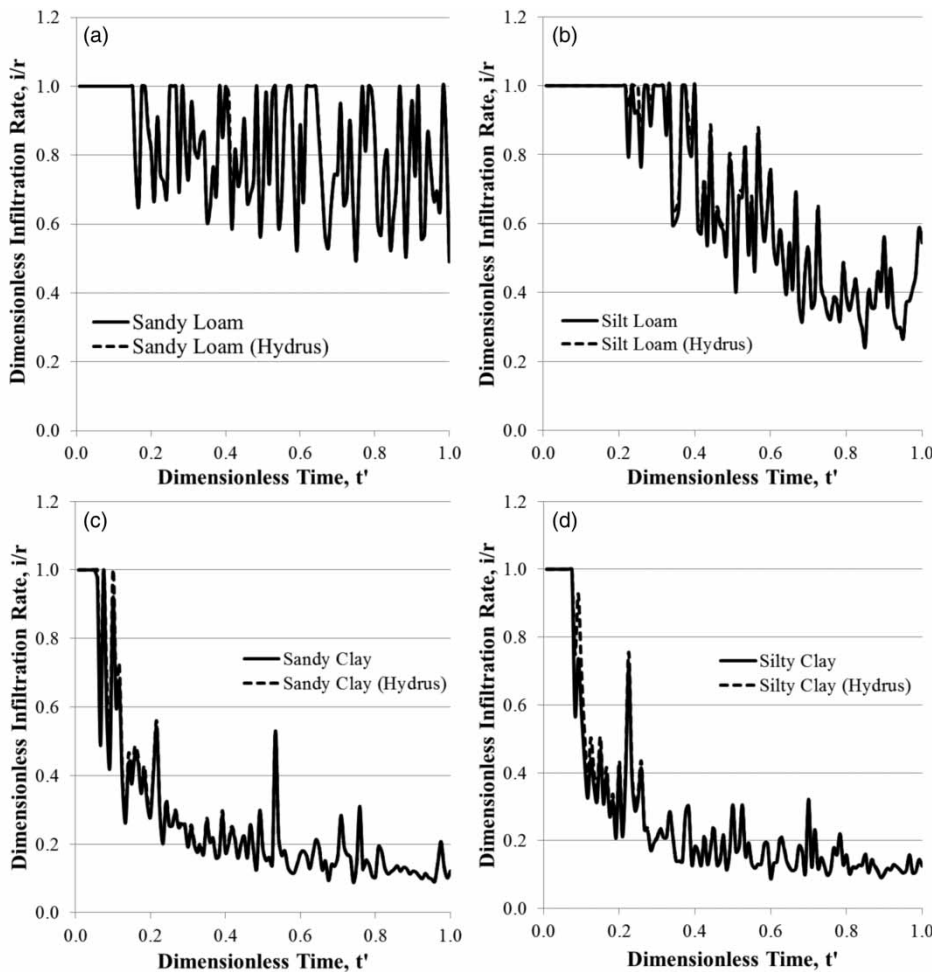 (a)
Dimensionless Infiltration Rate, i/r
1.2
1.0
0.8
0.6
0.4
0.2
0.0
Sandy Loam
Sandy Loam (Hydrus)
0.0 0.2 0.4 0.6 0.8 1.0
Dimensionless Time, t'
(b)
Dimensionless Infiltration Rate, i/r
1.2
1.0
0.8
0.6
0.4
0.2
0.0
Silt Loam
Silt Loam (Hydrus)
0.0 0.2 0.4 0.6 0.8 1.0
Dimensionless Time, t'
(c)
Dimensionless Infiltration Rate, i/r
1.2
1.0
0.8
0.6
0.4
0.2
0.0
Sandy Clay
Sandy Clay (Hydrus)
0.0 0.2 0.4 0.6 0.8 1.0
Dimensionless Time, t'
(d)
Dimensionless Infiltration Rate, i/r
1.2
1.0
0.8
0.6
0.4
0.2
0.0
Silty Clay
Silty Clay (Hydrus)
0.0 0.2 0.4 0.6 0.8 1.0
Dimensionless Time, t'